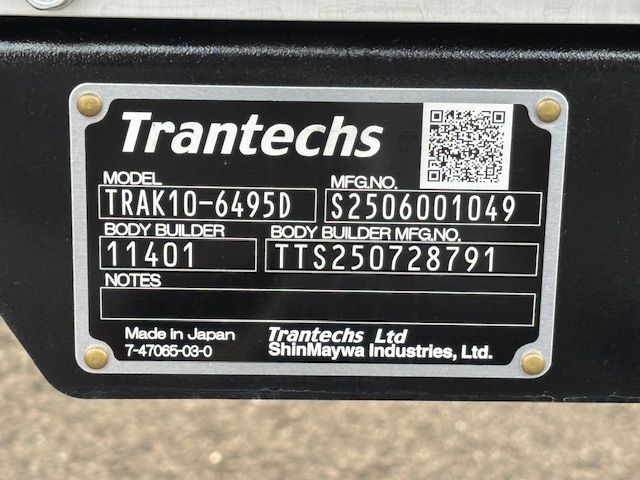 Trantechs
MODEL MFG.NO.
TRAK10-6495D S2506001049
BODY BUILDER BODY BUILDER MFG.NO.
11401 TTS250728791
NOTES
Made in Japan Trantechs Ltd
7-47065-03-0 ShinMaywa Industries, Ltd.